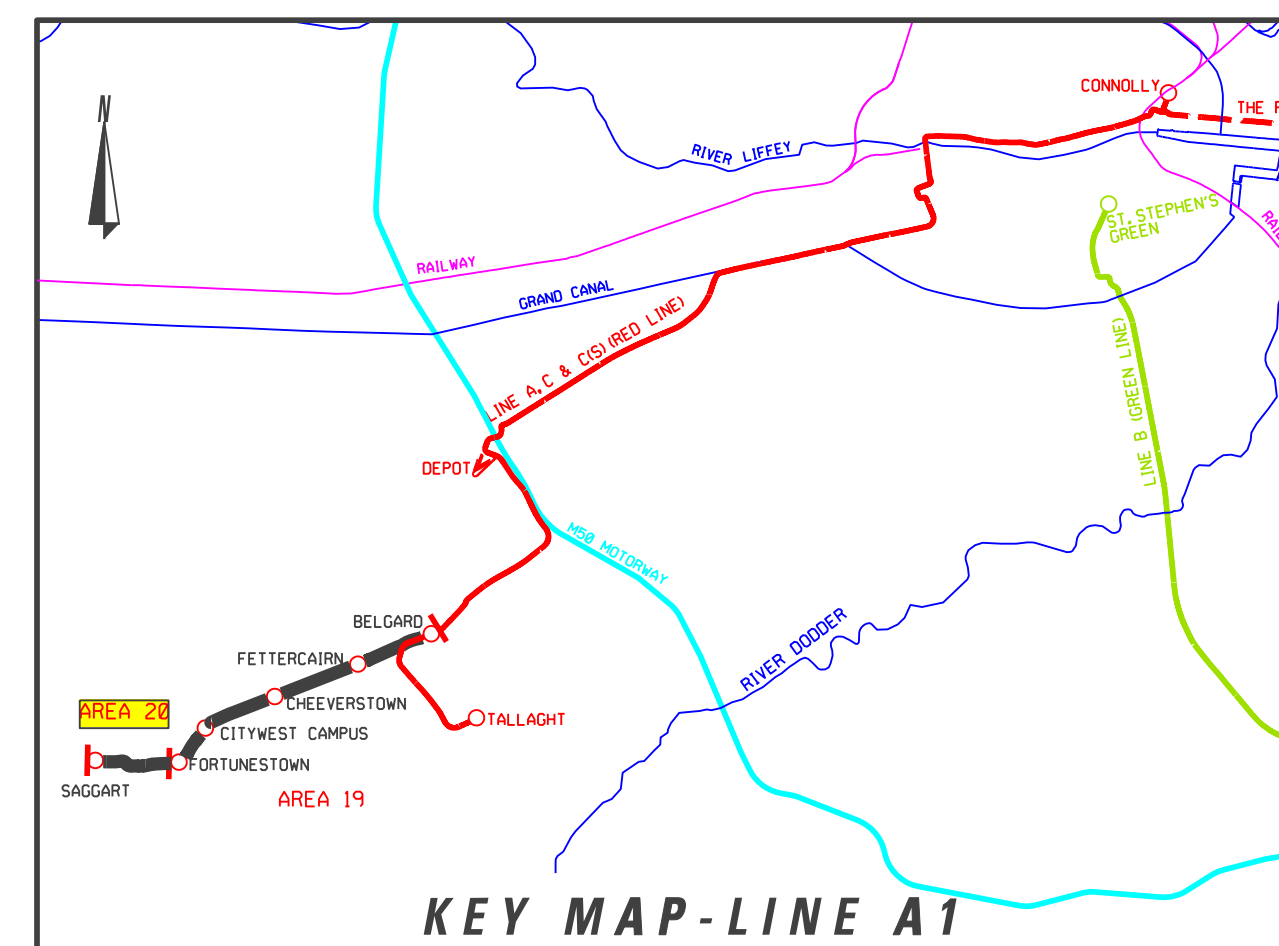 N
CONNOLLY
THE
RIVER LIFFEY
ST. STEPHEN'S
GREEN
RAILWAY
GRAND CANAL
LINE A,C & C(S)(RED LINE)
LINE B (GREEN LINE)
DEPOT
M50 MOTORWAY
BELGARD
RIVER DODDER
FETTERCAIRN
CHEEVERSTOWN
AREA 20
TALLAGHT
CITYWEST CAMPUS
FORTUNESTOWN
SAGGART
AREA 19
KEY MAP-LINE A1